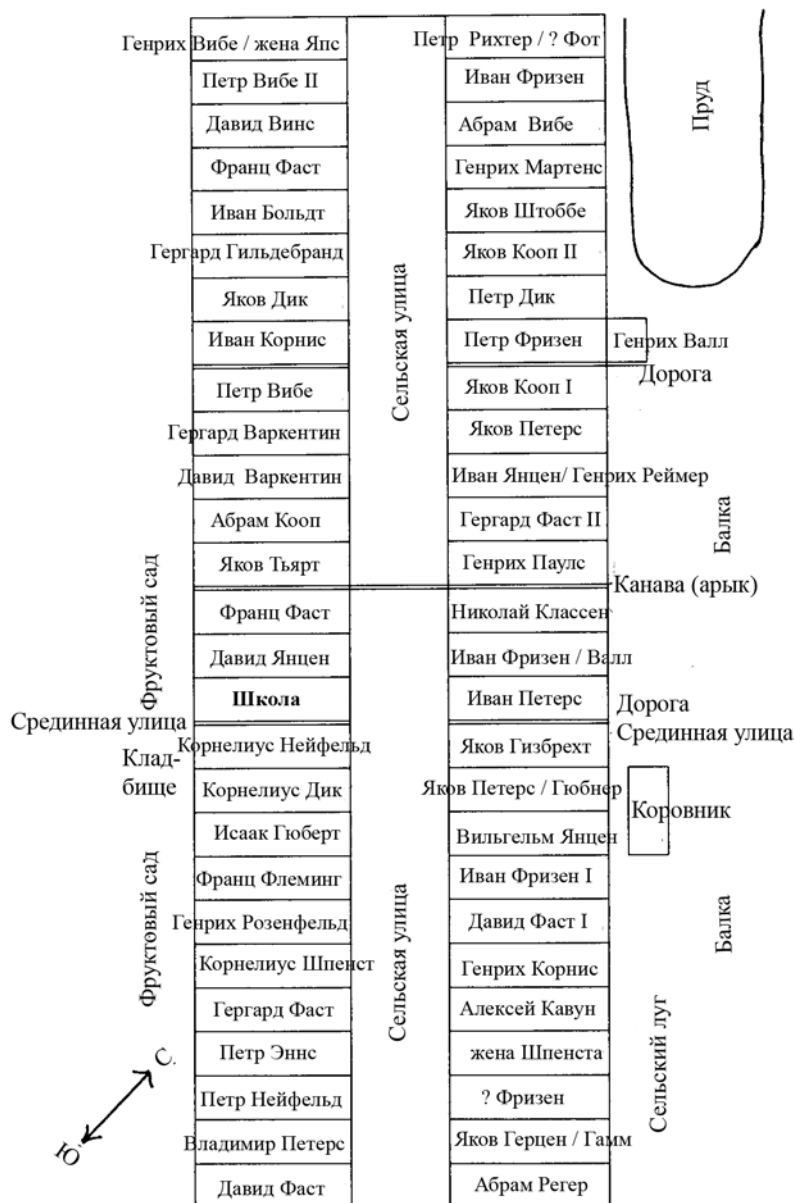 Генрих Вибе / жена Япс
Петр Вибе II
Давид Винс
Франц Фаст
Иван Больдт
Гергард Гильдебранд
Яков Дик
Иван Корнис
Петр Вибе
Гергард Варкентин
Давид Варкентин
Абрам Кооп
Яков Тьярт
Франц Фаст
Давид Янцен
Школа
Корнелиус Нейфельд
Корнелиус Дик
Исаак Гюберт
Франц Флеминг
Генрих Розенфельд
Корнелиус Шпенст
Гергард Фаст
Петр Эннс
Петр Нейфельд
Владимир Петерс
Давид Фаст
Фруктовый сад
Срединная улица
Клад-
бище
Фруктовый сад
С.
Ю
Сельская улица
Сельская улица
Петр Рихтер / ? Фот
Иван Фризен
Абрам Вибе
Генрих Мартенс
Яков Штоббе
Яков Кооп II
Петр Дик
Петр Фризен
Яков Кооп I
Яков Петерс
Иван Янцен/ Генрих Реймер
Гергард Фаст II
Генрих Паулс
Николай Классен
Иван Фризен / Валл
Иван Петерс
Яков Гизбрехт
Яков Петерс / Гюбнер
Вильгельм Янцен
Иван Фризен I
Давид Фаст I
Генрих Корнис
Алексей Кавун
жена Шпенста
? Фризен
Яков Герцен / Гамм
Абрам Регер
Пруд
Генрих Валл
Дорога
Балка
Канава (арык)
Дорога
Срединная улица
Коровник
Балка
Сельский луг